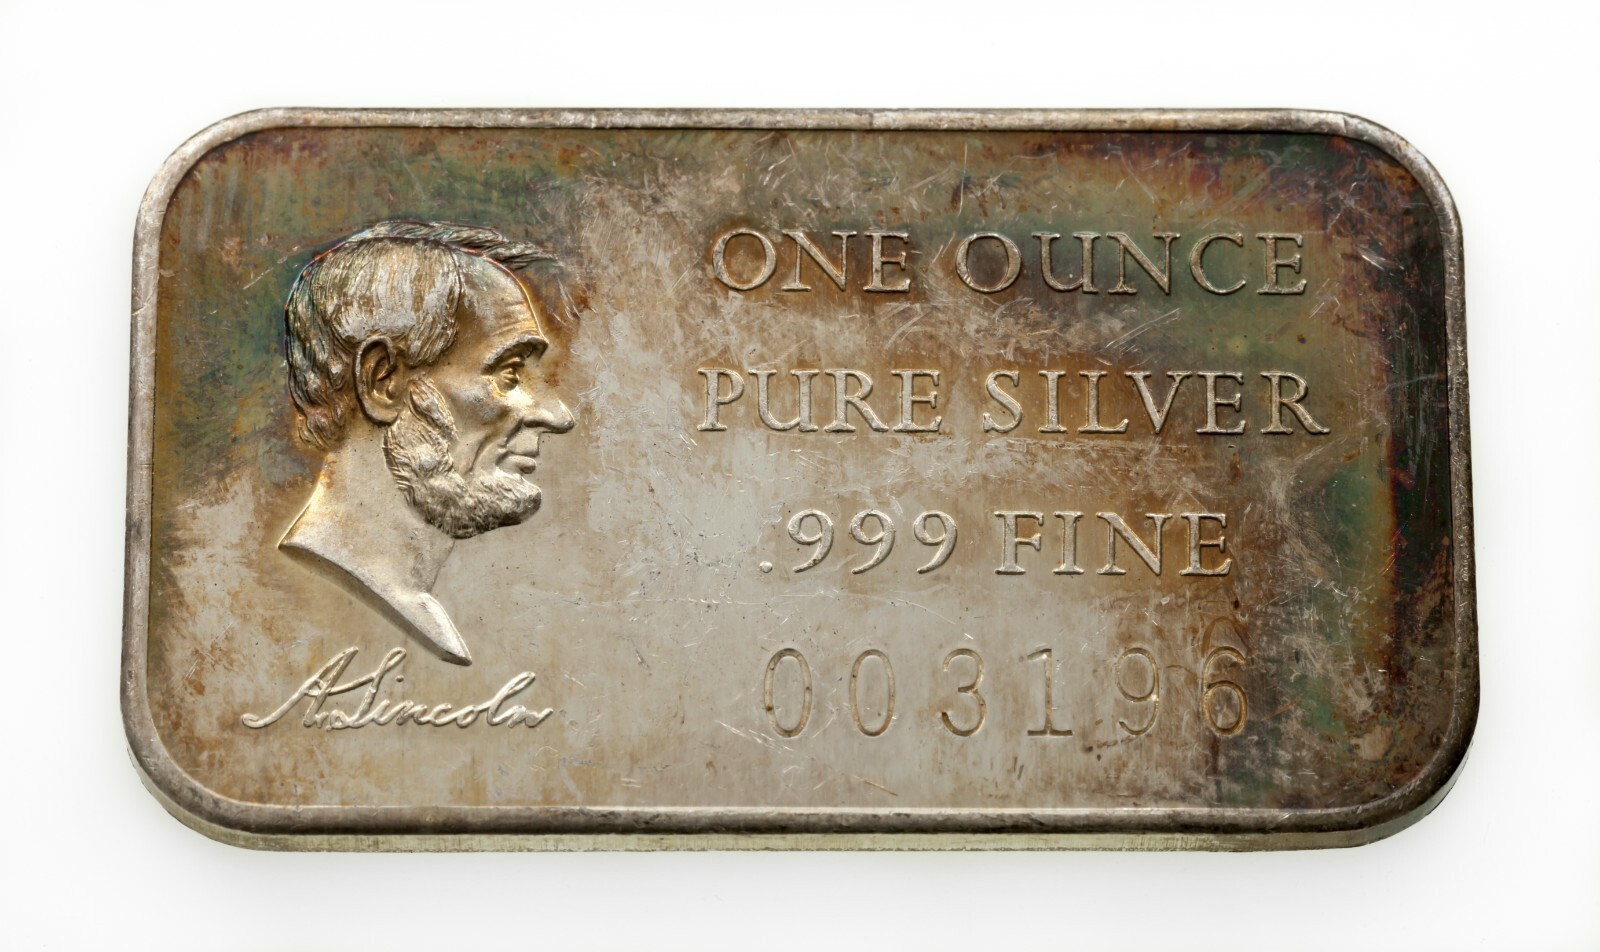 ONE OUNCE
PURE SILVER
.999 FINE
003196
A. Lincoln